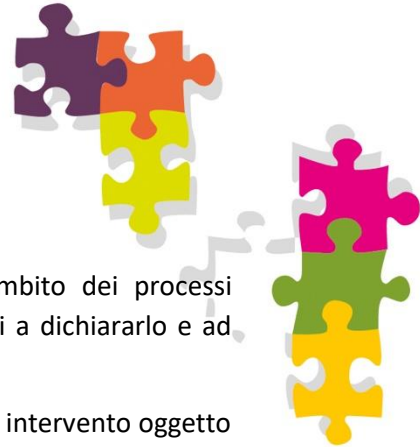 mbito dei processi
i a dichiararlo e ad
intervento oggetto